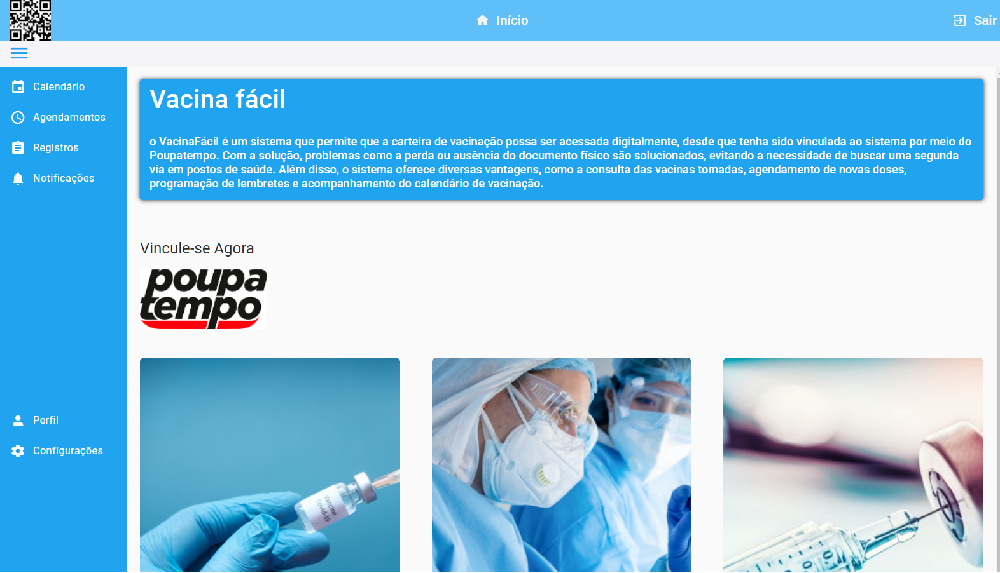 Início
Sair
Calendário
Agendamentos
Registros
Notificações
Perfil
Configurações
Vacina fácil
o VacinaFácil é um sistema que permite que a carteira de vacinação possa ser acessada digitalmente, desde que tenha sido vinculada ao sistema por meio do
Poupatempo. Com a solução, problemas como a perda ou ausência do documento físico são solucionados, evitando a necessidade de buscar uma segunda
via em postos de saúde. Além disso, o sistema oferece diversas vantagens, como a consulta das vacinas tomadas, agendamento de novas doses,
programação de lembretes e acompanhamento do calendário de vacinação.
Vincule-se Agora
poupa
tempo
Vaccine
Covid-19